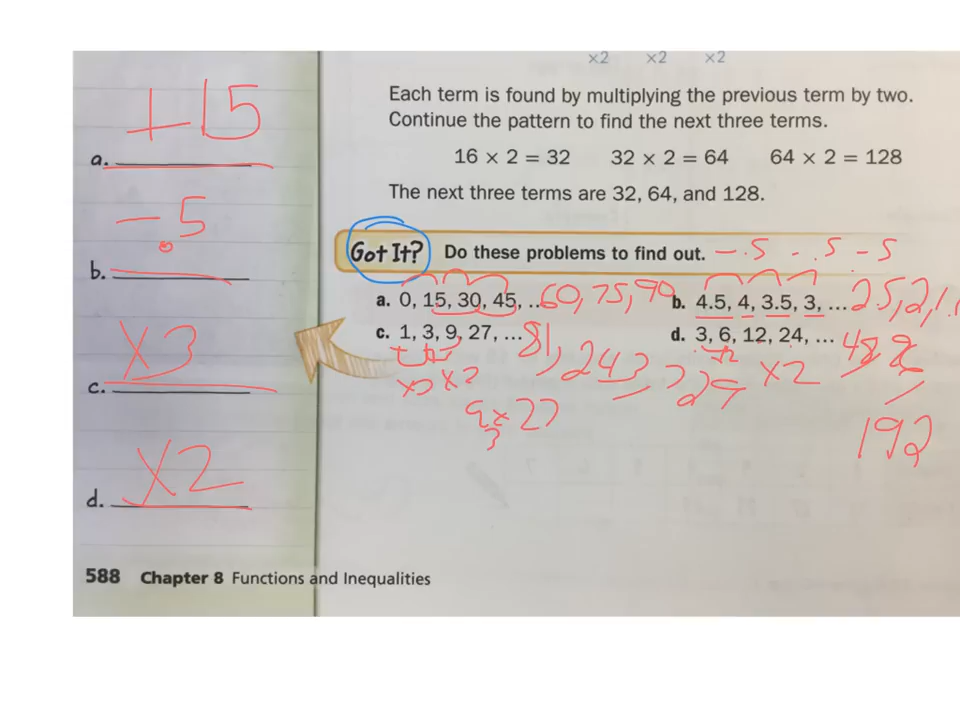 ×2 ×2 ×2
Each term is found by multiplying the previous term by two.
Continue the pattern to find the next three terms.
16 × 2 = 32 32 × 2 = 64 64 × 2 = 128
The next three terms are 32, 64, and 128.
Got It? Do these problems to find out. -.5 -.5 -5
a. 0, 15, 30, 45, ... 60, 75, 90 b. 4.5, 4, 3.5, 3, ... 2.5, 2, 1.
c. 1, 3, 9, 27, ... 81, 243, 729 d. 3, 6, 12, 24, ... 48,
×2
192
a. +15
b. -.5
c. ×3
d. ×2
588 Chapter 8 Functions and Inequalities